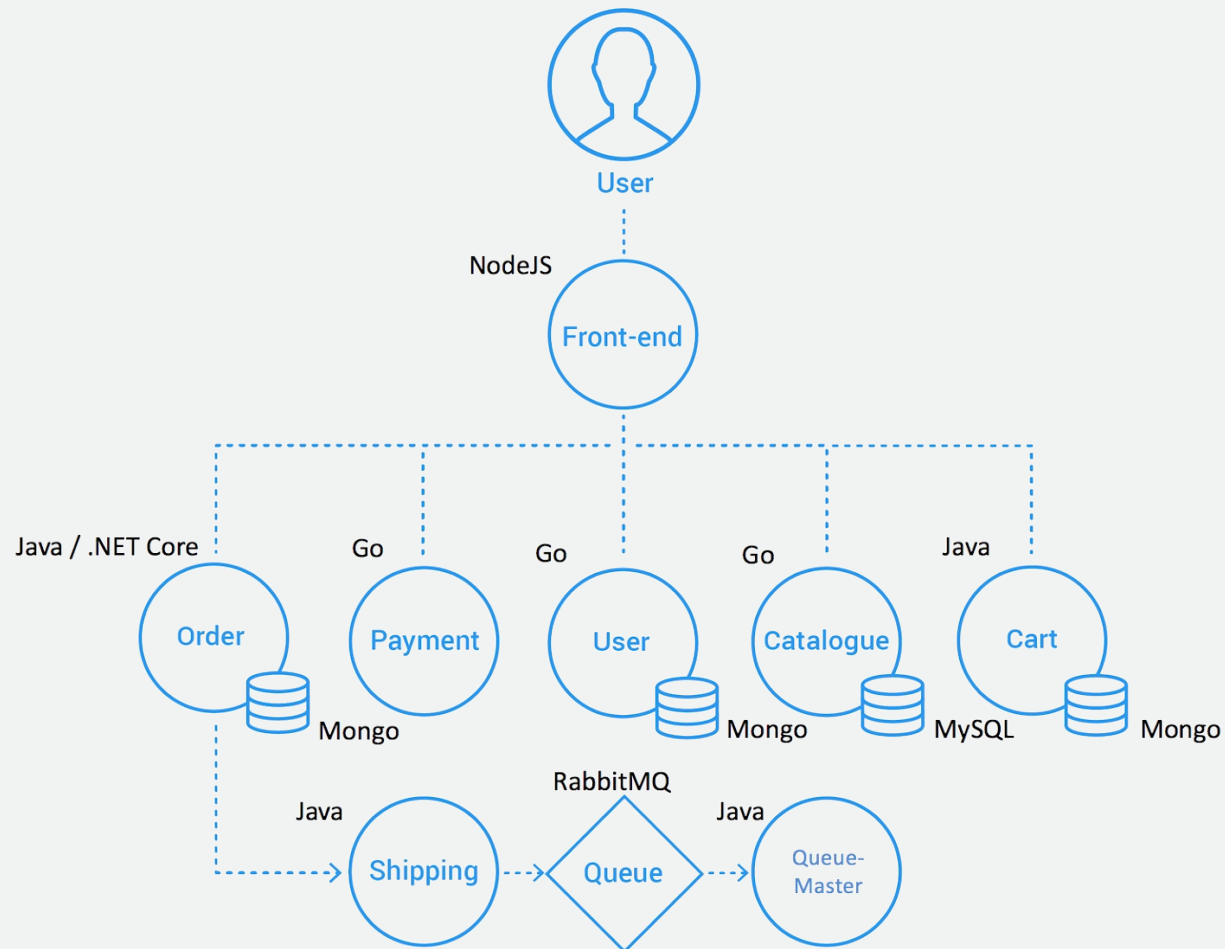 User
NodeJS
Front-end
Java / .NET Core
Go
Go
Go
Java
Order
Payment
User
Catalogue
Cart
Mongo
Mongo
MySQL
Mongo
RabbitMQ
Java
Java
Shipping
Queue
Queue-
Master